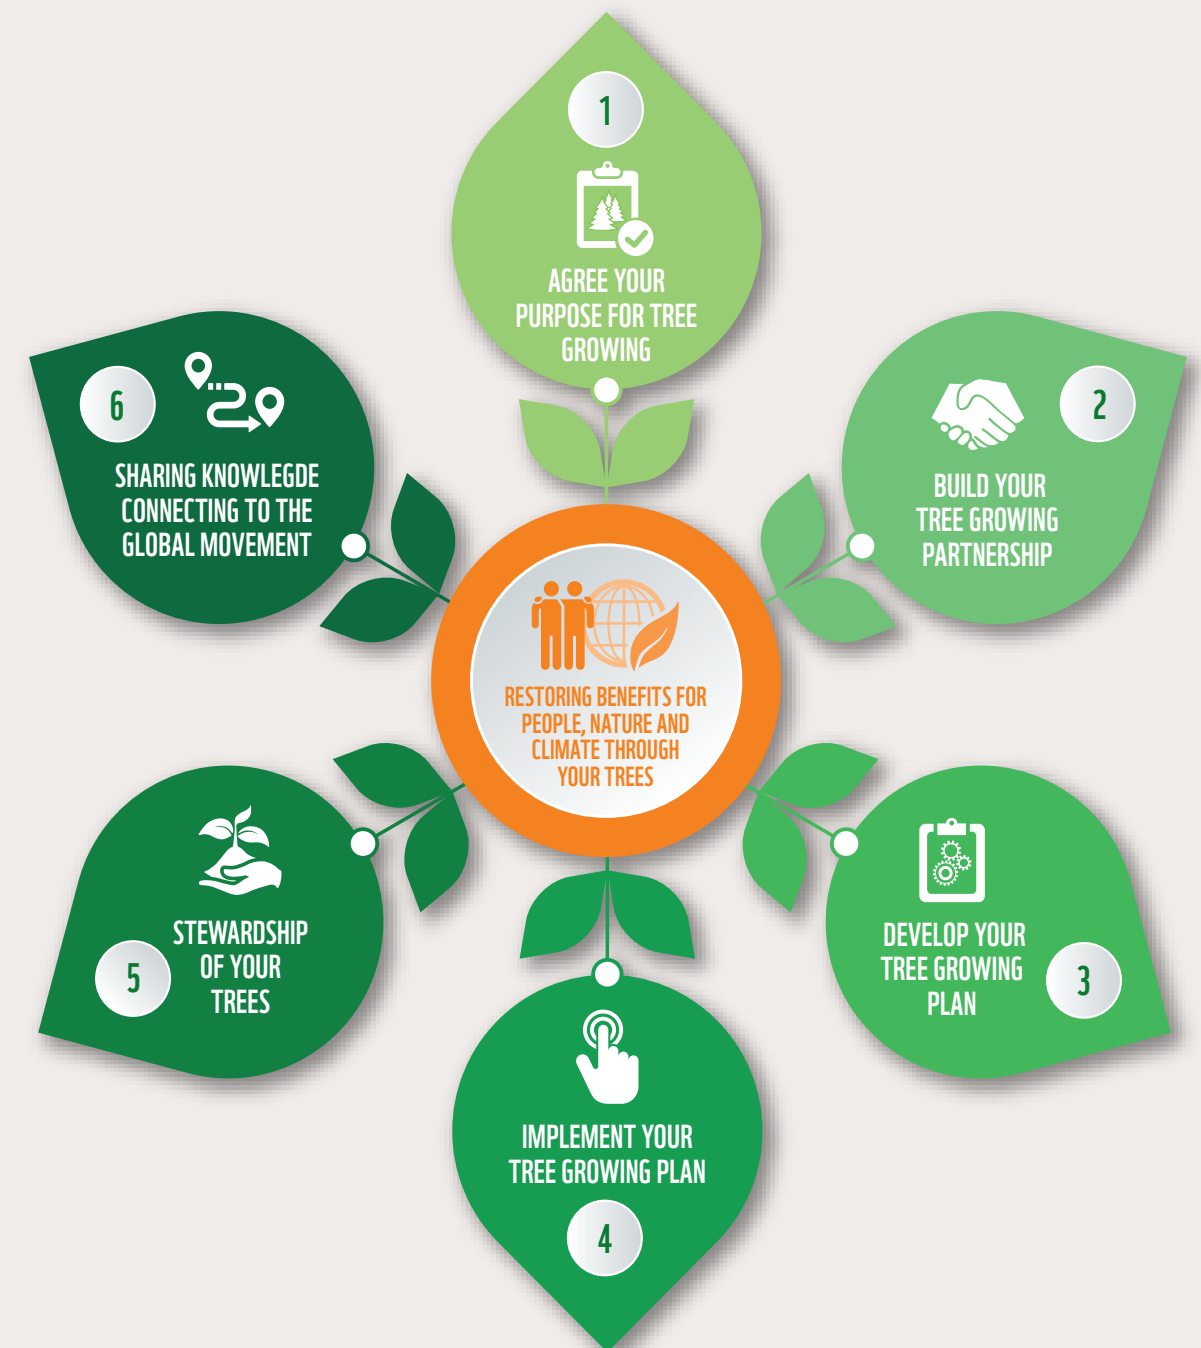 1
AGREE YOUR
PURPOSE FOR TREE
GROWING
2
BUILD YOUR
TREE GROWING
PARTNERSHIP
3
DEVELOP YOUR
TREE GROWING
PLAN
IMPLEMENT YOUR
TREE GROWING PLAN
4
STEWARDSHIP
OF YOUR
TREES
5
6
SHARING KNOWLEGDE
CONNECTING TO THE
GLOBAL MOVEMENT
RESTORING BENEFITS FOR
PEOPLE, NATURE AND
CLIMATE THROUGH
YOUR TREES